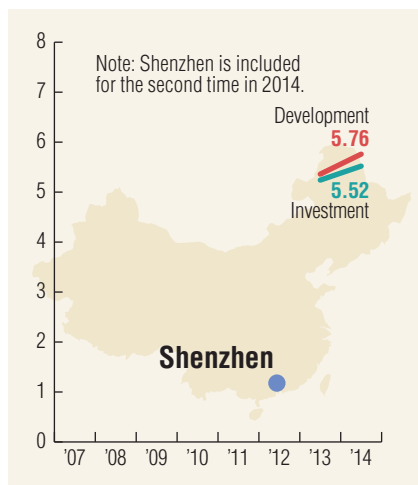 8
Note: Shenzhen is included
for the second time in 2014.
7
Development
6
5.76
5
5.52
Investment
4
3
2
Shenzhen
1
0
'07 '08 '09 '10 '11 '12 '13 '14